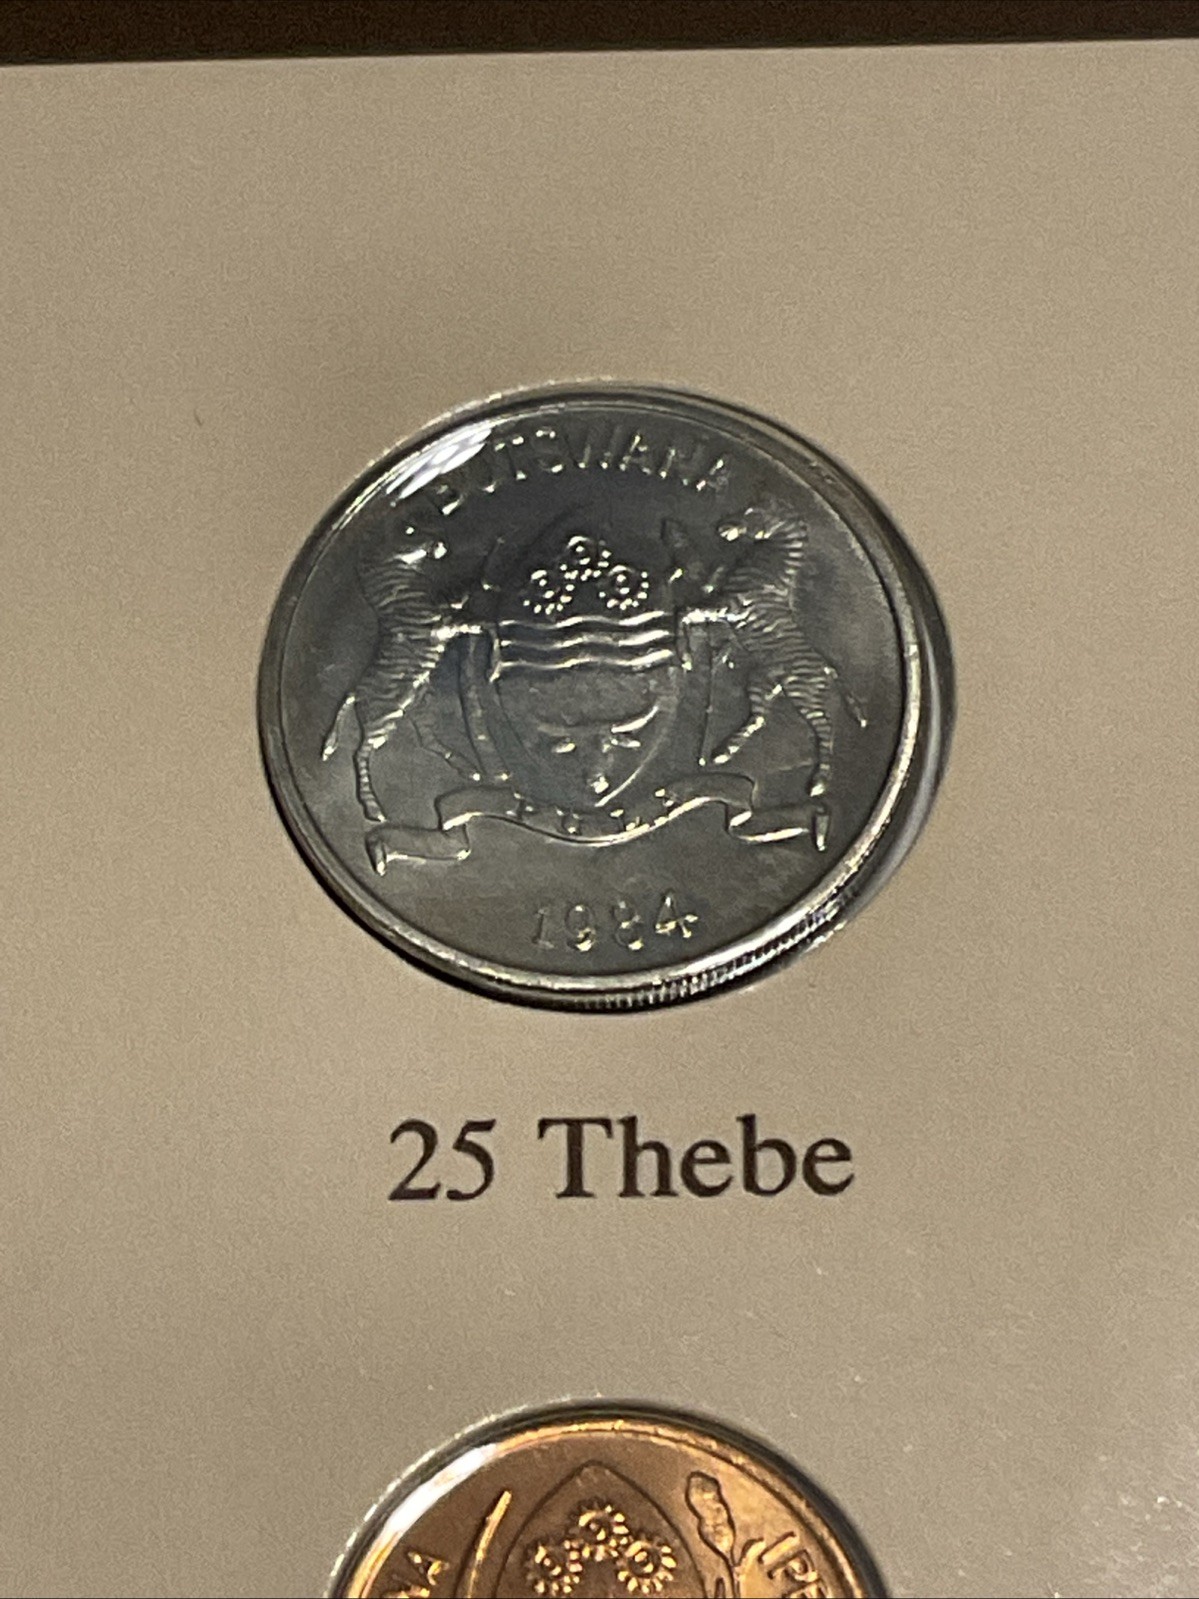 BOTSWANA
PULA
1984
25 Thebe